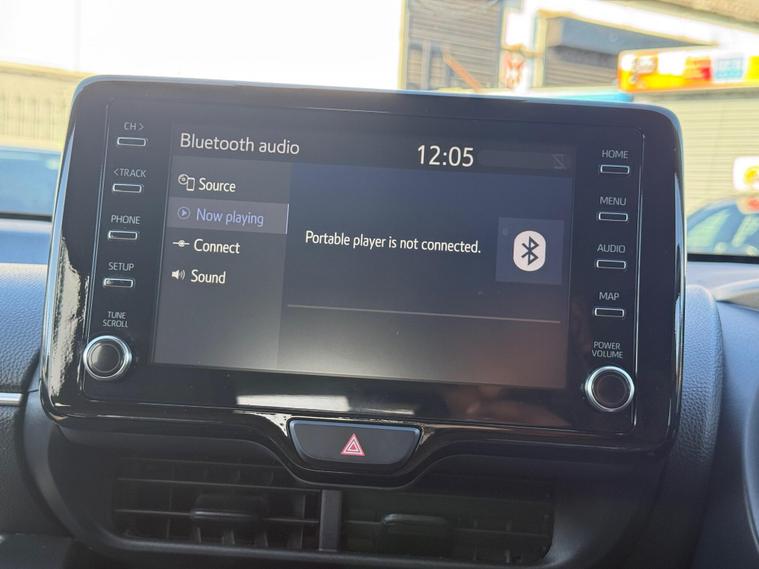 Bluetooth audio
12:05
Source
Now playing
Connect
Sound
Portable player is not connected.
CH >
< TRACK
PHONE
SETUP
TUNE
SCROLL
HOME
MENU
AUDIO
MAP
POWER
VOLUME